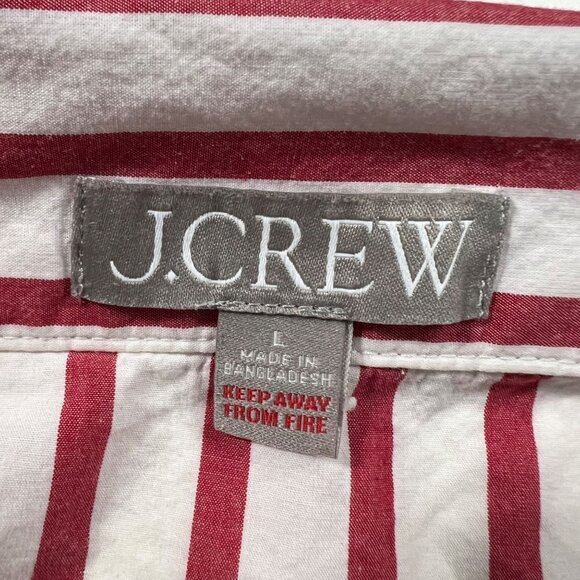 J.CREW
L
MADE IN
BANGLADESH
KEEP AWAY
FROM FIRE